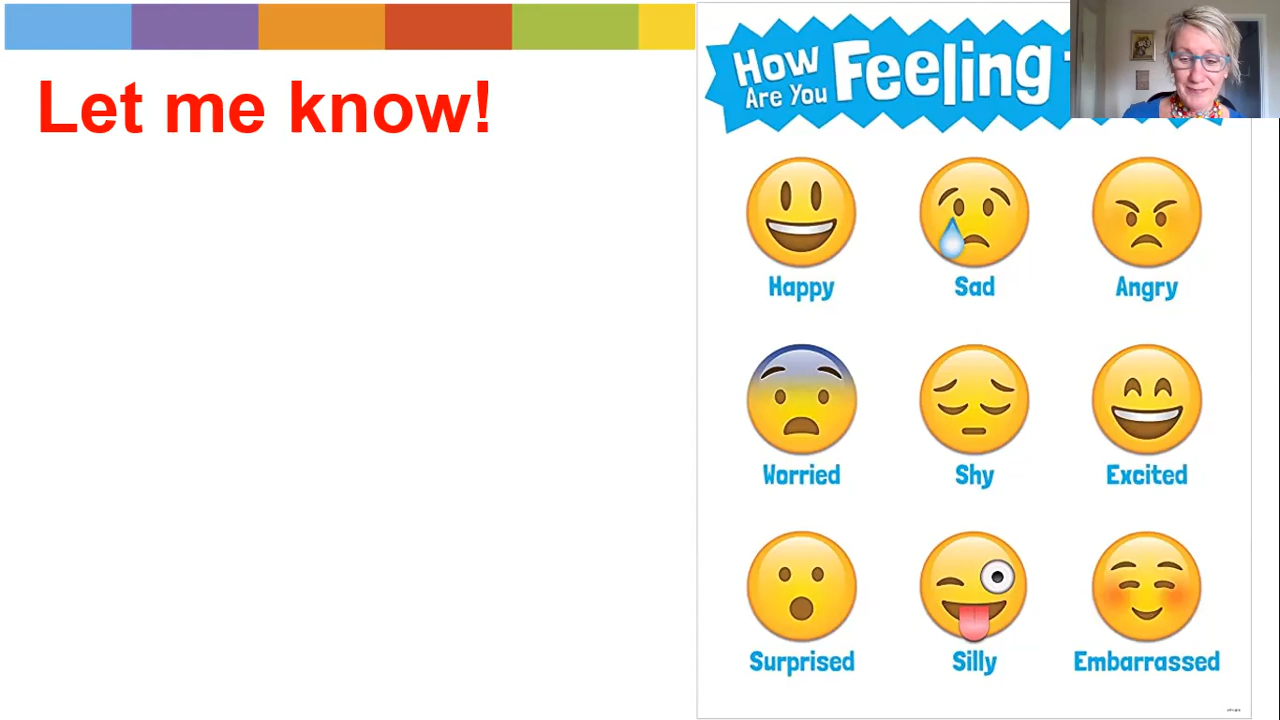 Let me know!
How
Are You
Feeling
Happy
Sad
Angry
Worried
Shy
Excited
Surprised
Silly
Embarrassed